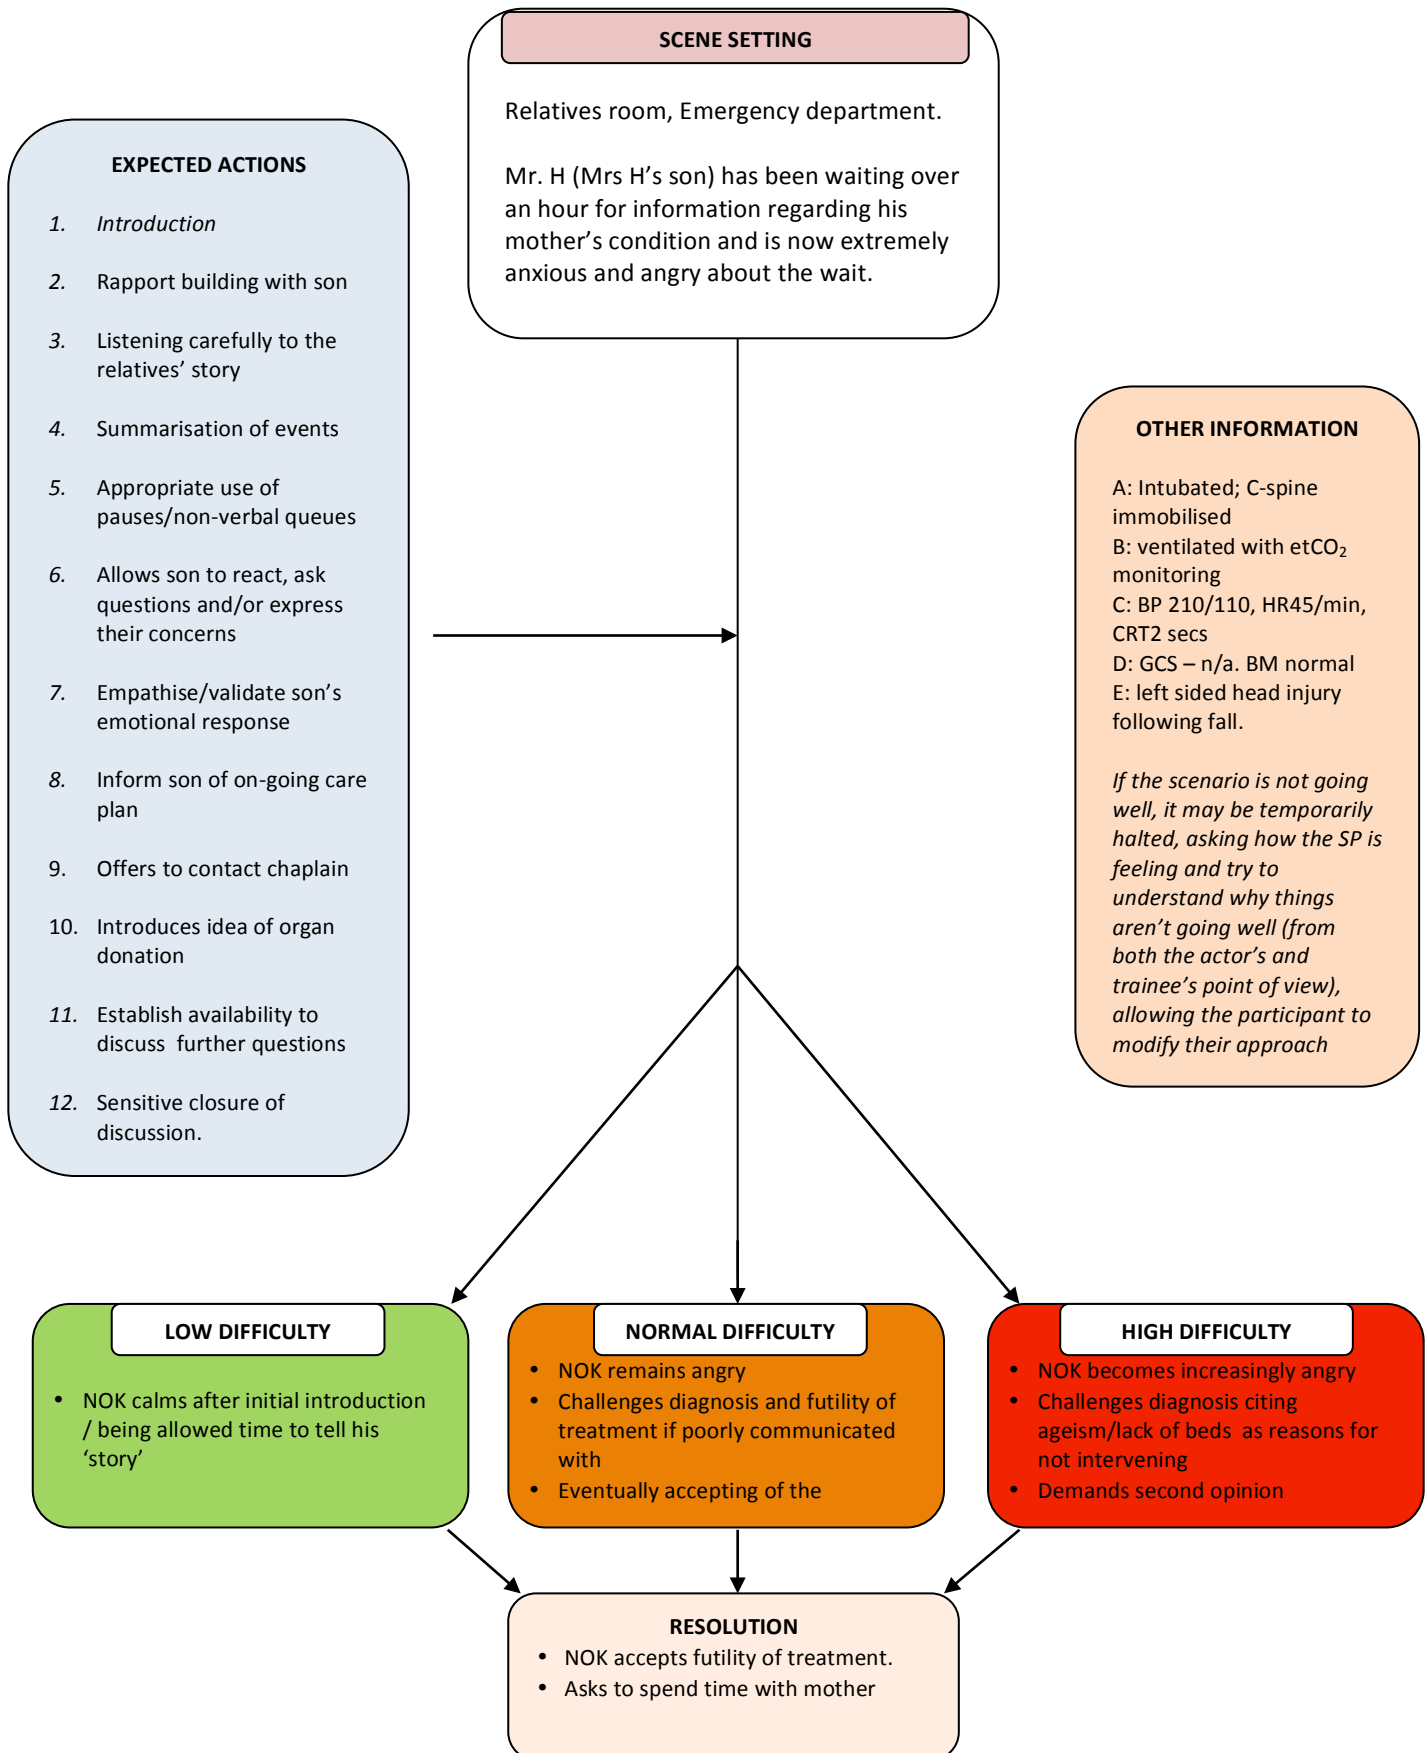 SCENE SETTING
Relatives room, Emergency department.
Mr. H (Mrs H’s son) has been waiting over
an hour for information regarding his
mother’s condition and is now extremely
anxious and angry about the wait.
EXPECTED ACTIONS
1. Introduction
2. Rapport building with son
3. Listening carefully to the
relatives’ story
4. Summarisation of events
5. Appropriate use of
pauses/non-verbal queues
6. Allows son to react, ask
questions and/or express
their concerns
7. Empathise/validate son’s
emotional response
8. Inform son of on-going care
plan
9. Offers to contact chaplain
10. Introduces idea of organ
donation
11. Establish availability to
discuss further questions
12. Sensitive closure of
discussion.
OTHER INFORMATION
A: Intubated; C-spine
immobilised
B: ventilated with etCO₂
monitoring
C: BP 210/110, HR45/min,
CRT2 secs
D: GCS – n/a. BM normal
E: left sided head injury
following fall.
If the scenario is not going
well, it may be temporarily
halted, asking how the SP is
feeling and try to
understand why things
aren’t going well (from
both the actor’s and
trainee’s point of view),
allowing the participant to
modify their approach
LOW DIFFICULTY
• NOK calms after initial introduction
/ being allowed time to tell his
‘story’
NORMAL DIFFICULTY
• NOK remains angry
• Challenges diagnosis and futility of
treatment if poorly communicated
with
• Eventually accepting of the
HIGH DIFFICULTY
• NOK becomes increasingly angry
• Challenges diagnosis citing
ageism/lack of beds as reasons for
not intervening
• Demands second opinion
RESOLUTION
• NOK accepts futility of treatment.
• Asks to spend time with mother